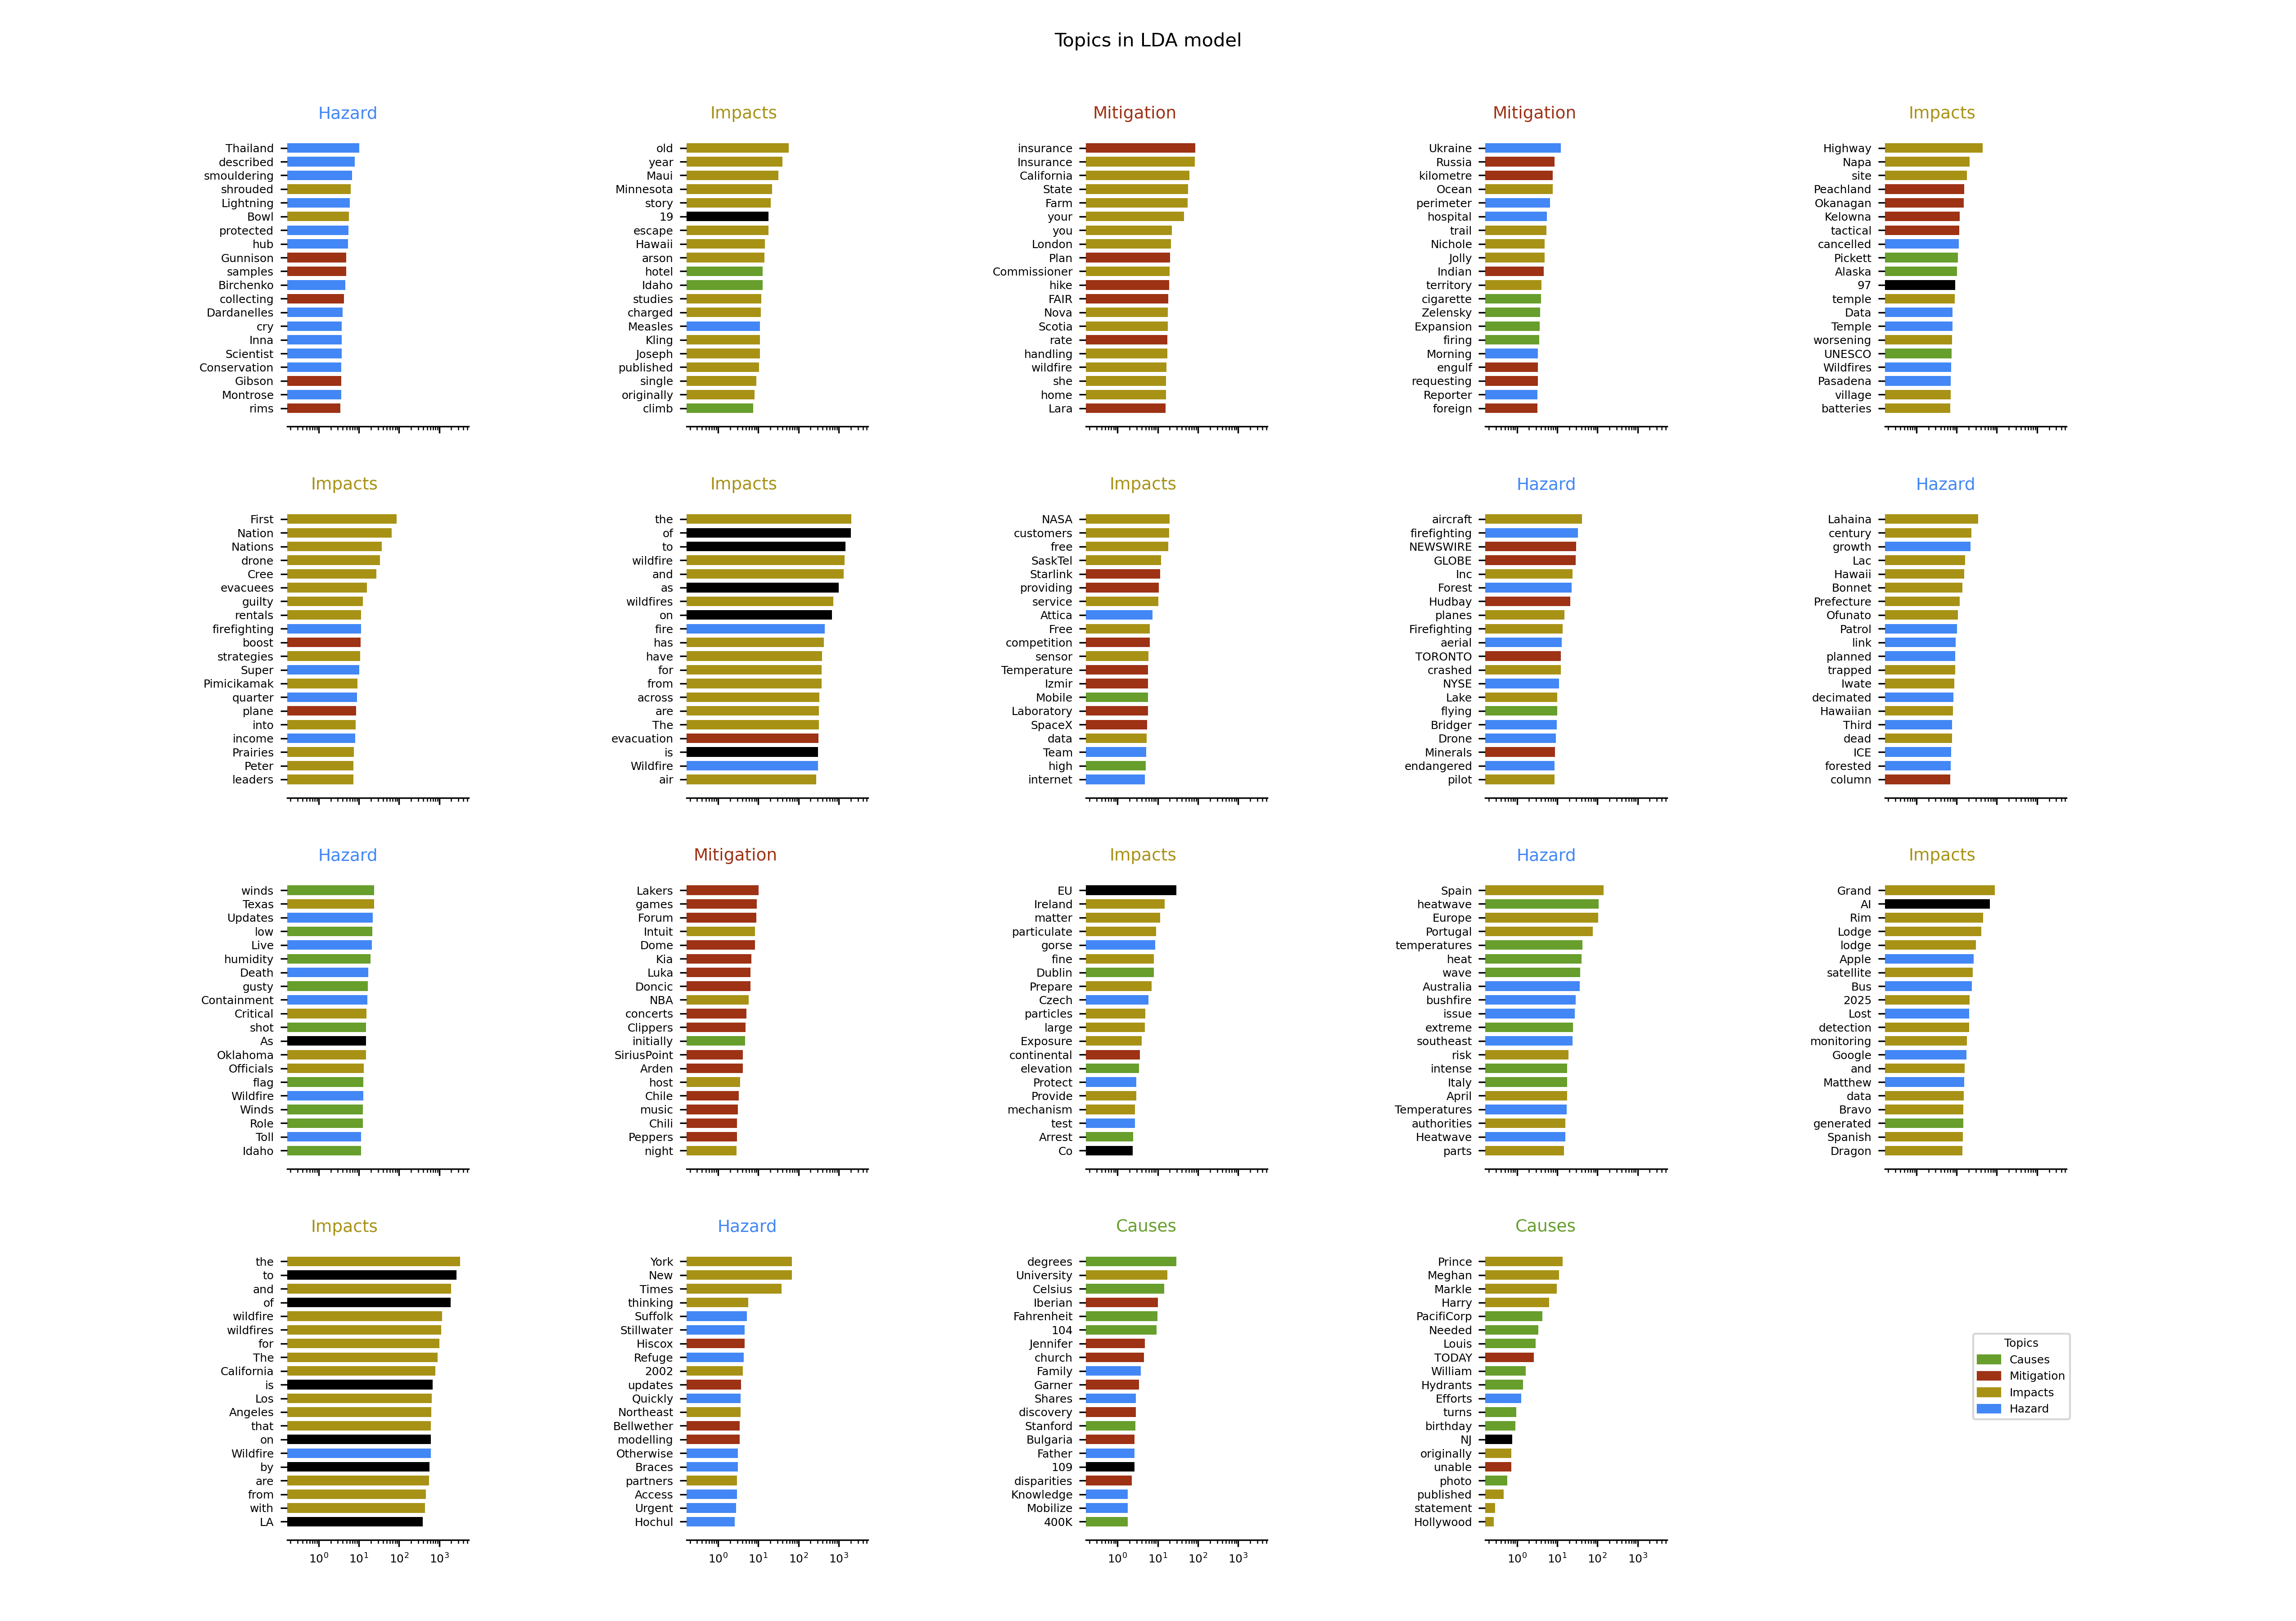 Topics in LDA model
Hazard
Thailand
described
smouldering
shrouded
Lightning
Bowl
protected
hub
Gunnison
samples
Birchenko
collecting
Dardanelles
cry
Inna
Scientist
Conservation
Gibson
Montrose
rims
Impacts
old
year
Maui
Minnesota
story
19
escape
Hawaii
arson
hotel
Idaho
studies
charged
Measles
Kling
Joseph
published
single
originally
climb
Mitigation
insurance
Insurance
California
State
Farm
your
you
London
Plan
Commissioner
hike
FAIR
Nova
Scotia
rate
handling
wildfire
she
home
Lara
Mitigation
Ukraine
Russia
kilometre
Ocean
perimeter
hospital
trail
Nichole
Jolly
Indian
territory
cigarette
Zelensky
Expansion
firing
Morning
engulf
requesting
Reporter
foreign
Impacts
Highway
Napa
site
Peachland
Okanagan
Kelowna
tactical
cancelled
Pickett
Alaska
97
temple
Data
Temple
worsening
UNESCO
Wildfires
Pasadena
village
batteries
Impacts
First
Nation
Nations
drone
Cree
evacuees
guilty
rentals
firefighting
boost
strategies
Super
Pimicikamak
quarter
plane
into
income
Prairies
Peter
leaders
Impacts
the
of
to
wildfire
and
as
wildfires
on
fire
has
have
for
from
across
are
The
evacuation
is
Wildfire
air
Impacts
NASA
customers
free
SaskTel
Starlink
providing
service
Attica
Free
competition
sensor
Temperature
Izmir
Mobile
Laboratory
SpaceX
data
Team
high
internet
Hazard
aircraft
firefighting
NEWSWIRE
GLOBE
Inc
Forest
Hudbay
planes
Firefighting
aerial
TORONTO
crashed
NYSE
Lake
flying
Bridger
Drone
Minerals
endangered
pilot
Hazard
Lahaina
century
growth
Lac
Hawaii
Bonnet
Prefecture
Ofunato
Patrol
link
planned
trapped
Iwate
decimated
Hawaiian
Third
dead
ICE
forested
column
Hazard
winds
Texas
Updates
low
Live
humidity
Death
gusty
Containment
Critical
shot
As
Oklahoma
Officials
flag
Wildfire
Winds
Role
Toll
Idaho
Mitigation
Lakers
games
Forum
Intuit
Dome
Kia
Luka
Doncic
NBA
concerts
Clippers
initially
SiriusPoint
Arden
host
Chile
music
Chili
Peppers
night
Impacts
EU
Ireland
matter
particulate
gorse
fine
Dublin
Prepare
Czech
particles
large
Exposure
continental
elevation
Protect
Provide
mechanism
test
Arrest
Co
Hazard
Spain
heatwave
Europe
Portugal
temperatures
heat
wave
Australia
bushfire
issue
extreme
southeast
risk
intense
Italy
April
Temperatures
authorities
Heatwave
parts
Impacts
Grand
AI
Rim
Lodge
lodge
Apple
satellite
Bus
2025
Lost
detection
monitoring
Google
and
Matthew
data
Bravo
generated
Spanish
Dragon
Impacts
the
to
and
of
wildfire
wildfires
for
The
California
is
Los
Angeles
that
on
Wildfire
by
are
from
with
LA
10⁰ 10¹ 10² 10³
Hazard
York
New
Times
thinking
Suffolk
Stillwater
Hiscox
Refuge
2002
updates
Quickly
Northeast
Bellwether
modelling
Otherwise
Braces
partners
Access
Urgent
Hochul
10⁰ 10¹ 10² 10³
Causes
degrees
University
Celsius
Iberian
Fahrenheit
104
Jennifer
church
Family
Garner
Shares
discovery
Stanford
Bulgaria
Father
109
disparities
Knowledge
Mobilize
400K
10⁰ 10¹ 10² 10³
Causes
Prince
Meghan
Markle
Harry
PacifiCorp
Needed
Louis
TODAY
William
Hydrants
Efforts
turns
birthday
NJ
originally
unable
photo
published
statement
Hollywood
10⁰ 10¹ 10² 10³
Topics
Causes
Mitigation
Impacts
Hazard